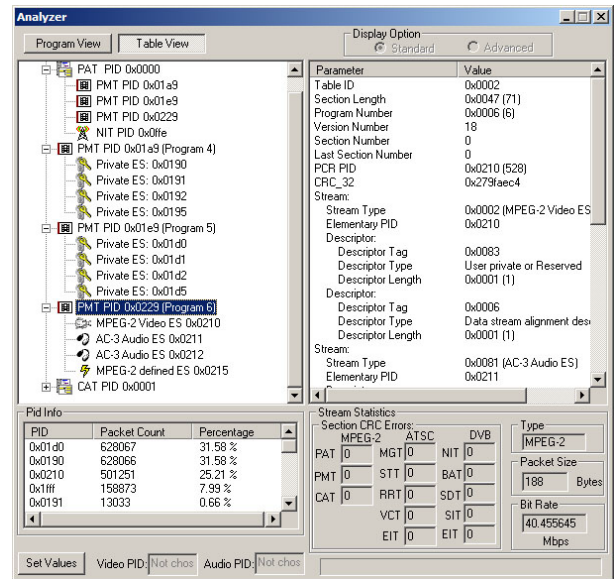 Analyzer
Program View Table View
Display Option
Standard Advanced
PAT PID 0x0000
PMT PID 0x01a9
PMT PID 0x01e9
PMT PID 0x0229
NIT PID 0x0ffe
PMT PID 0x01a9 (Program 4)
Private ES: 0x0190
Private ES: 0x0191
Private ES: 0x0192
Private ES: 0x0195
PMT PID 0x01e9 (Program 5)
Private ES: 0x01d0
Private ES: 0x01d1
Private ES: 0x01d2
Private ES: 0x01d5
PMT PID 0x0229 (Program 6)
MPEG-2 Video ES 0x0210
AC-3 Audio ES 0x0211
AC-3 Audio ES 0x0212
MPEG-2 defined ES 0x0215
CAT PID 0x0001
Parameter Value
Table ID 0x0002
Section Length 0x0047 (71)
Program Number 0x0006 (6)
Version Number 18
Section Number 0
Last Section Number 0
PCR PID 0x0210 (528)
CRC_32 0x279faec4
Stream:
Stream Type 0x0002 (MPEG-2 Video ES
Elementary PID 0x0210
Descriptor:
Descriptor Tag 0x0083
Descriptor Type User private or Reserved
Descriptor Length 0x0001 (1)
Descriptor:
Descriptor Tag 0x0006
Descriptor Type Data stream alignment des
Descriptor Length 0x0001 (1)
Stream:
Stream Type 0x0081 (AC-3 Audio ES)
Elementary PID 0x0211
Pid Info
PID Packet Count Percentage
0x01d0 628067 31.58 %
0x0190 628066 31.58 %
0x0210 501251 25.21 %
0x1fff 158873 7.99 %
0x0191 13033 0.66 %
Stream Statistics
Section CRC Errors:
MPEG-2 ATSC DVB
PAT 0 MGT 0 NIT 0
PMT 0 STT 0 BAT 0
CAT 0 RRT 0 SDT 0
VCT 0 SIT 0
EIT 0 EIT 0
Type
MPEG-2
Packet Size
188 Bytes
Bit Rate
40.455645
Mbps
Set Values Video PID: Not chos Audio PID: Not chos